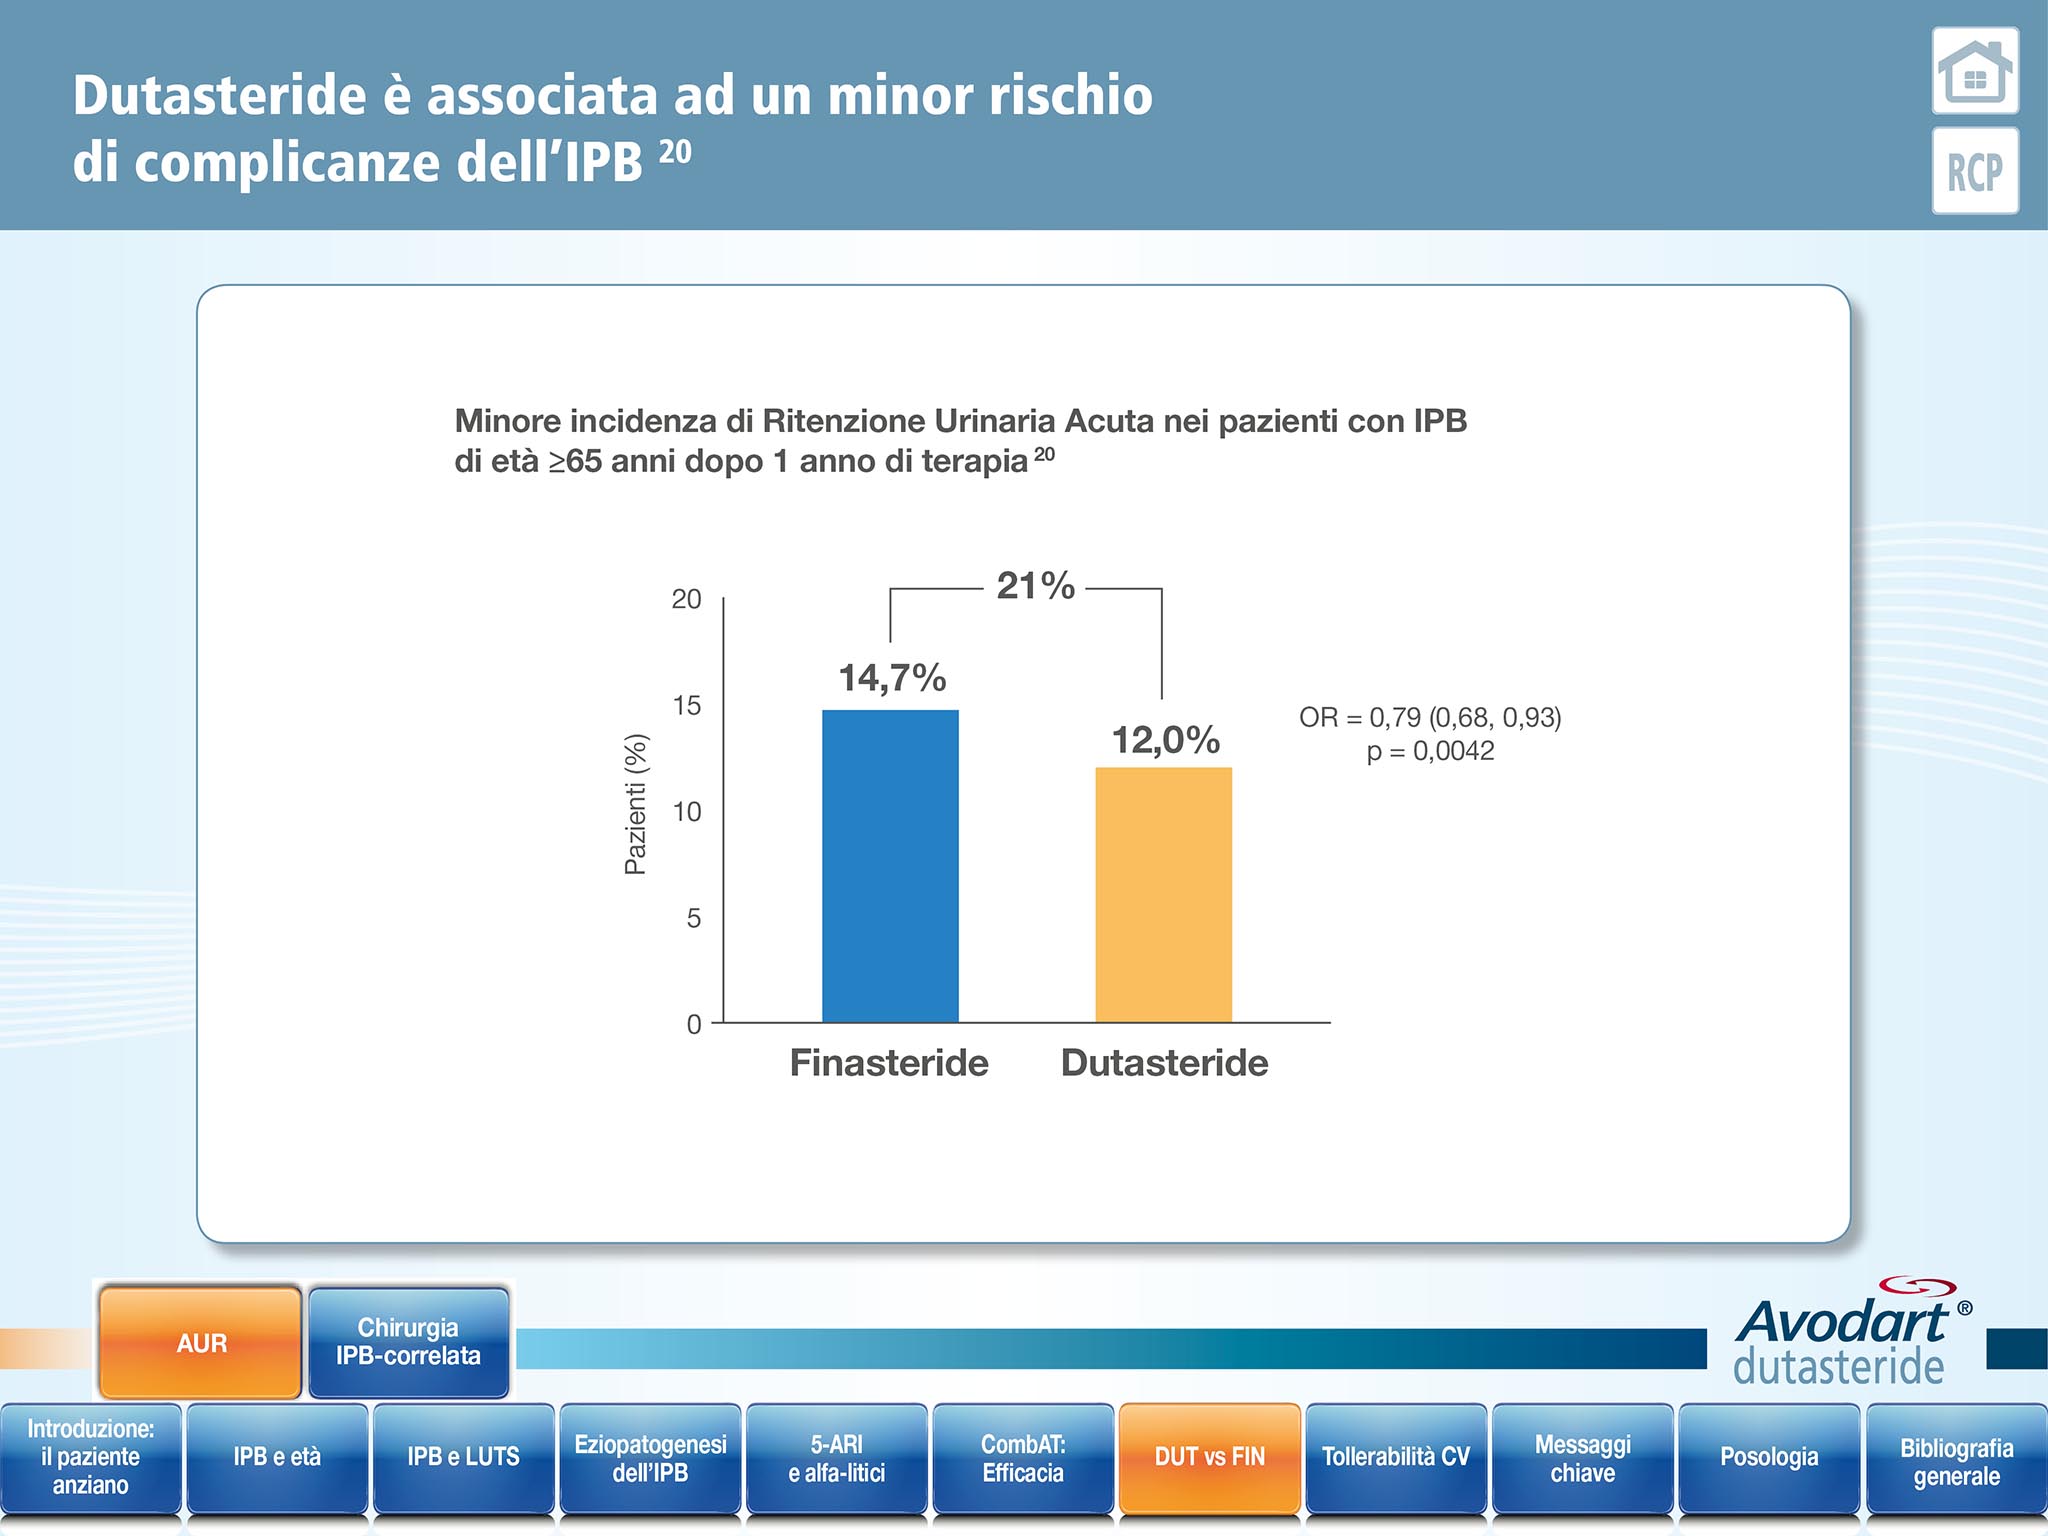 Dutasteride è associata ad un minor rischio
di complicanze dell’IPB 20
RCP
Minore incidenza di Ritenzione Urinaria Acuta nei pazienti con IPB
di età ≥65 anni dopo 1 anno di terapia 20
21%
20
15
10
5
0
Pazienti (%)
14,7%
12,0%
OR = 0,79 (0,68, 0,93)
p = 0,0042
Finasteride
Dutasteride
AUR
Chirurgia
IPB-correlata
Avodart®
dutasteride
Introduzione:
il paziente
anziano
IPB e età
IPB e LUTS
Eziopatogenesi
dell’IPB
5-ARI
e alfa-litici
CombAT:
Efficacia
DUT vs FIN
Tollerabilità CV
Messaggi
chiave
Posologia
Bibliografia
generale